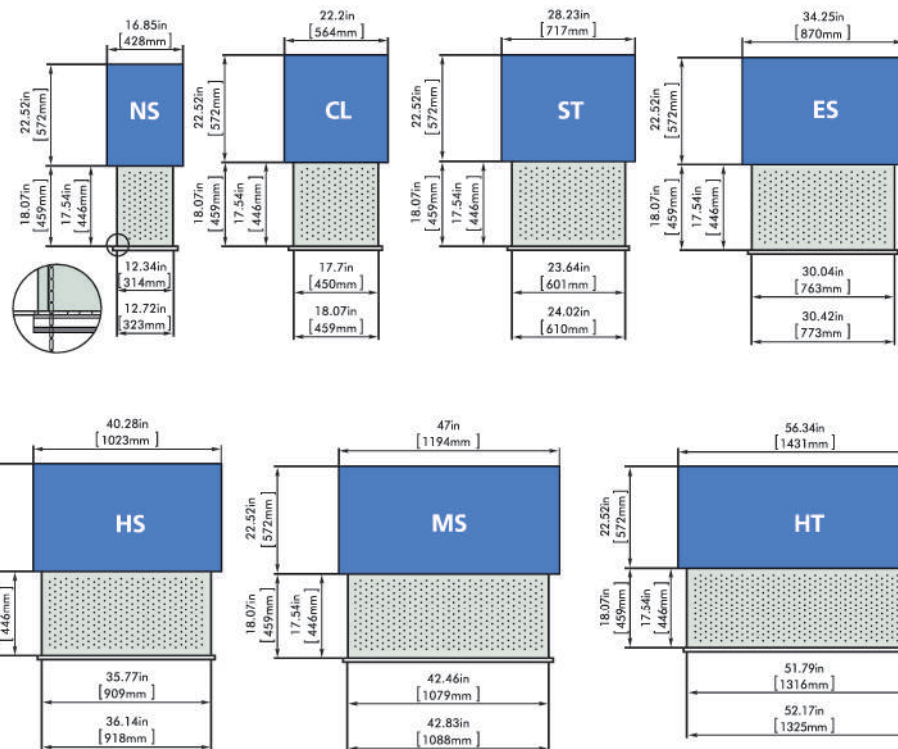 16.85in
[428mm]
22.52in
[572mm]
NS
18.07in
[459mm]
17.54in
[446mm]
12.34in
[314mm]
12.72in
[323mm]
22.2in
[564mm]
22.52in
[572mm]
CL
18.07in
[459mm]
17.54in
[446mm]
17.7in
[450mm]
18.07in
[459mm]
28.23in
[717mm]
22.52in
[572mm]
ST
18.07in
[459mm]
17.54in
[446mm]
23.64in
[601mm]
24.02in
[610mm]
34.25in
[870mm]
22.52in
[572mm]
ES
18.07in
[459mm]
17.54in
[446mm]
30.04in
[763mm]
30.42in
[773mm]
40.28in
[1023mm]
HS
446mm]
35.77in
[909mm]
36.14in
[918mm]
47in
[1194mm]
22.52in
[572mm]
MS
18.07in
[459mm]
17.54in
[446mm]
42.46in
[1079mm]
42.83in
[1088mm]
56.34in
[1431mm]
22.52in
[572mm]
HT
18.07in
[459mm]
17.54in
[446mm]
51.79in
[1316mm]
52.17in
[1325mm]